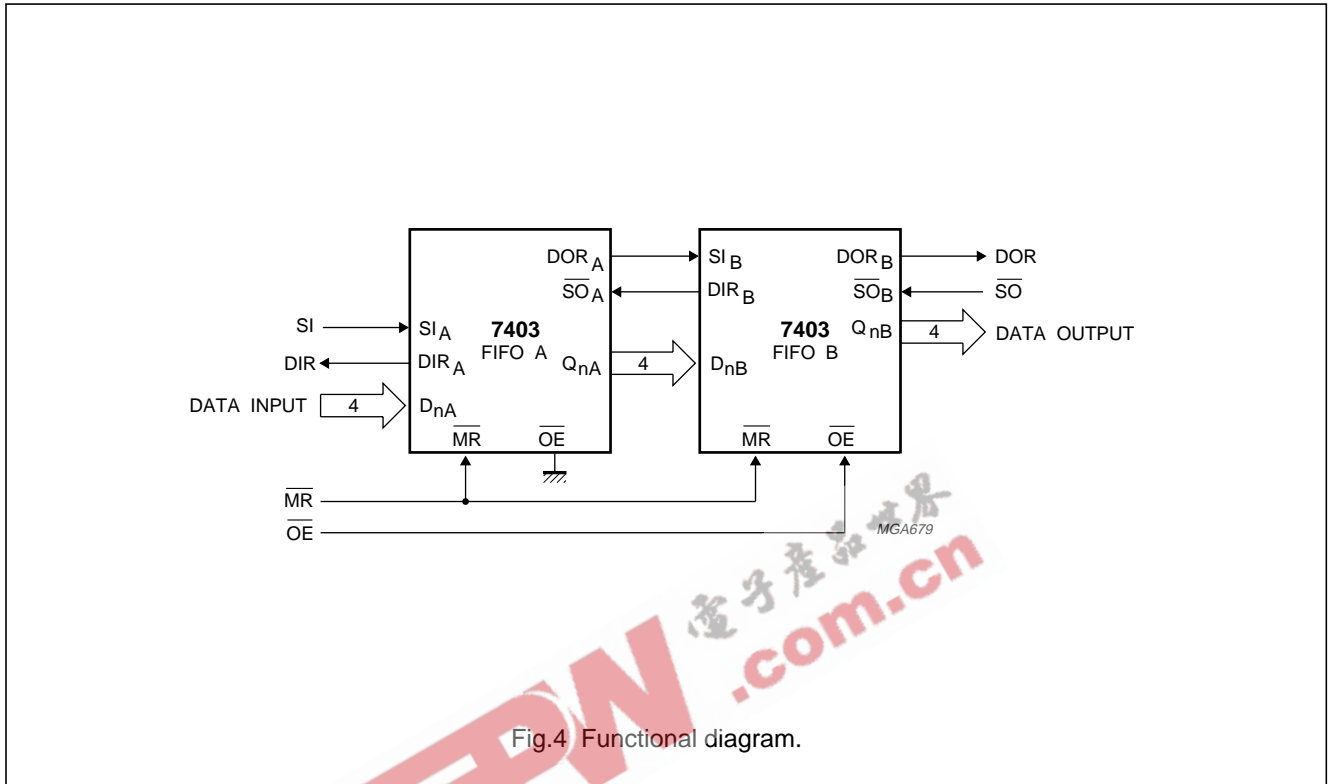 DOR A
SI B
DOR B
DOR
SO A
DIR B
SO B
SO
SI
SI A
7403
FIFO A
7403
FIFO B
Q nB
4
DATA OUTPUT
DIR
DIR A
Q nA
4
D nB
DATA INPUT
4
D nA
MR
OE
MR
OE
MR
OE
MGA679
電子産品世界
.com.cn
Fig.4 Functional diagram.